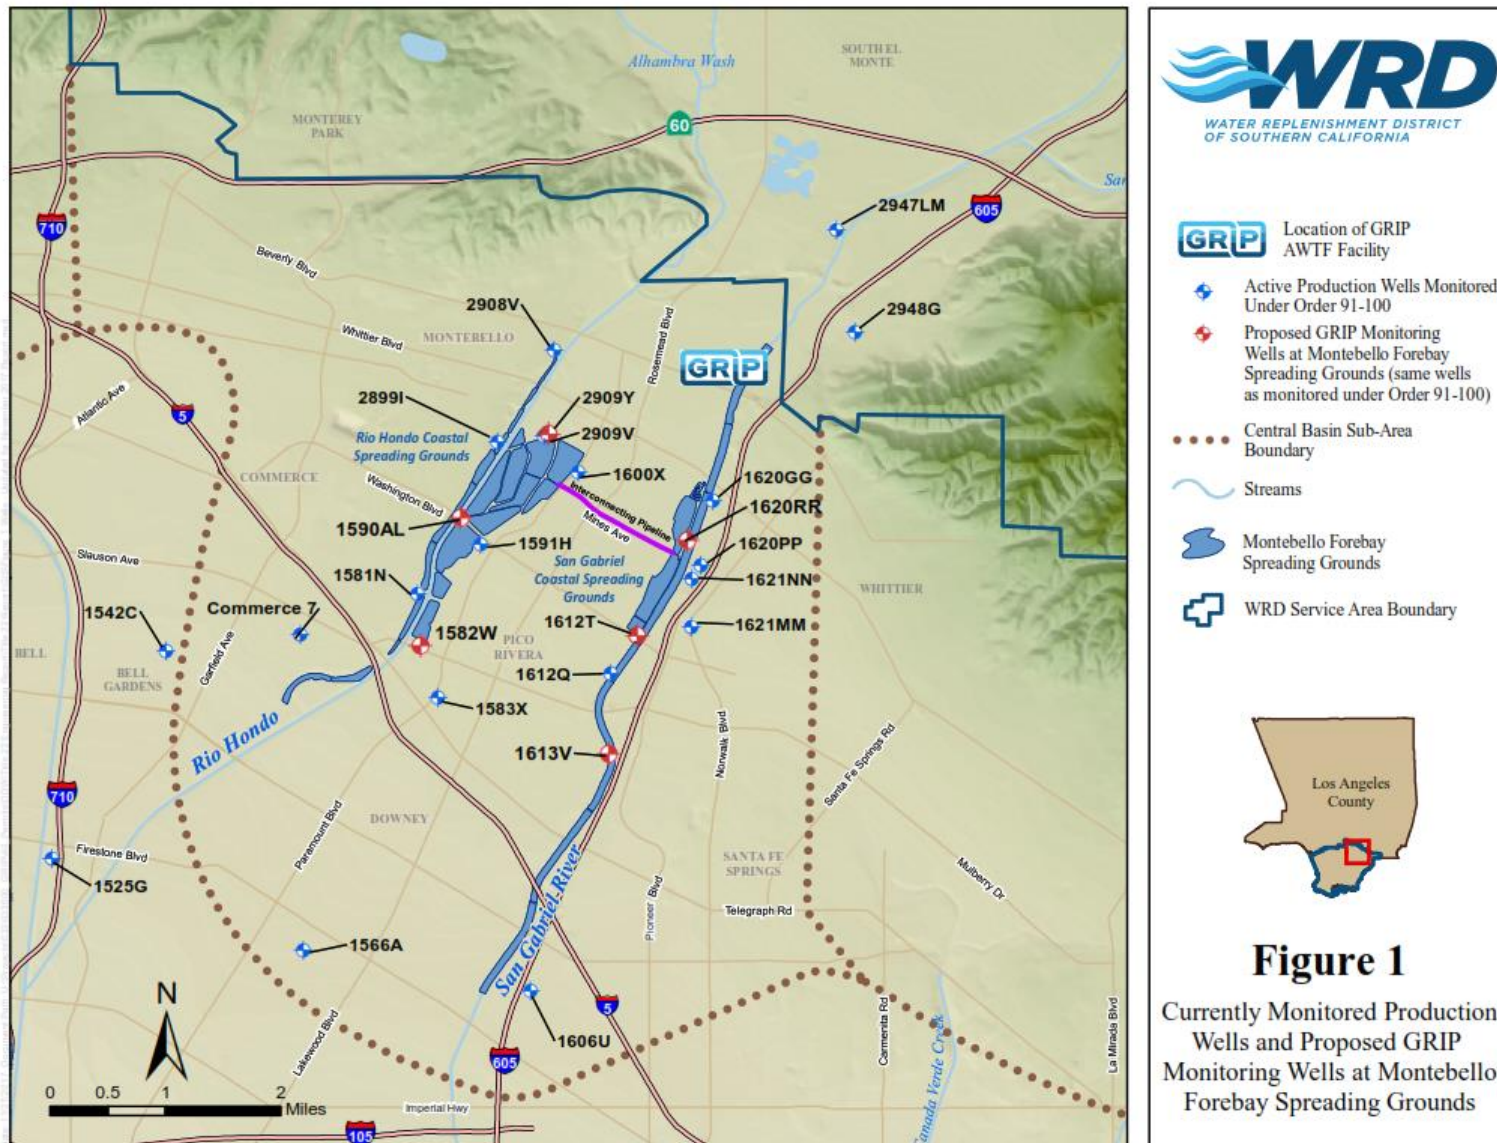 Alhambra Wash
SOUTH EL
MONTE
MONTEREY
PARK
60
710
605
2947LM
Beverly Blvd
2908V
2948G
Whittier Blvd
MONTEBELLO
Rosemead Blvd
GRIP
Atlantic Ave
5
2899I
2909Y
2909V
Rio Hondo Coastal
Spreading Grounds
COMMERCE
1600X
1620GG
Washington Blvd
Interconnecting Pipeline
Mines Ave
1590AL
1620RR
1591H
1620PP
Slauson Ave
1581N
San Gabriel
Coastal Spreading
Grounds
1621NN
WHITTIER
1542C
Commerce 7
1582W
1612T
1621MM
PICO
RIVERA
BELL
BELL
GARDENS
Garfield Ave
1612Q
1583X
Rio Hondo
1613V
Norwalk Blvd
Santa Fe Springs Rd
710
Paramount Blvd
DOWNEY
Firestone Blvd
1525G
SANTA FE
SPRINGS
Mulberry Dr
San Gabriel River
Pioneer Blvd
Telegraph Rd
1566A
N
Lakewood Blvd
1606U
5
605
Carmenita Rd
La Mirada Blvd
0 0.5 1 2
Miles
Imperial Hwy
105
WRD
WATER REPLENISHMENT DISTRICT
OF SOUTHERN CALIFORNIA
GRIP
Location of GRIP
AWTF Facility
Active Production Wells Monitored
Under Order 91-100
Proposed GRIP Monitoring
Wells at Montebello Forebay
Spreading Grounds (same wells
as monitored under Order 91-100)
Central Basin Sub-Area
Boundary
Streams
Montebello Forebay
Spreading Grounds
WRD Service Area Boundary
Los Angeles
County
Figure 1
Currently Monitored Production
Wells and Proposed GRIP
Monitoring Wells at Montebello
Forebay Spreading Grounds